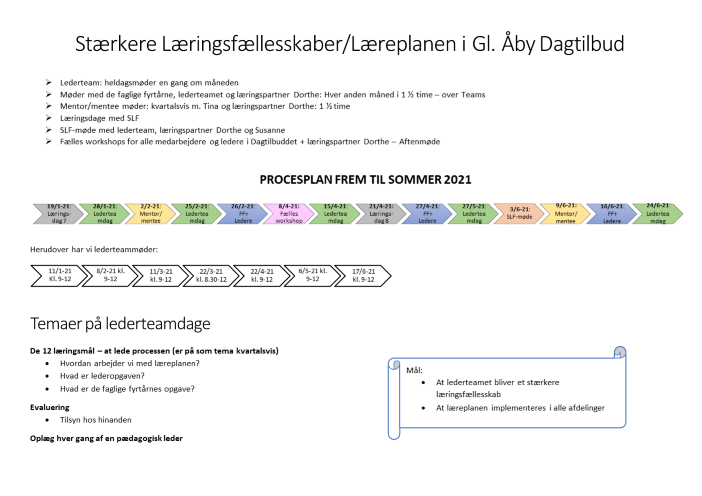 Stærkere Læringsfællesskaber/Læreplanen i Gl. Åby Dagtilbud
Lederteam: heldagsmøder en gang om måneden
Møder med de faglige fyrtårne, lederteamet og læringspartner Dorthe: Hver anden måned i 1 ½ time – over Teams
Mentor/mentee møder: kvartalsvis m. Tina og læringspartner Dorthe: 1 ½ time
Læringsdage med SLF
SLF-møde med lederteam, læringspartner Dorthe og Susanne
Fælles workshops for alle medarbejdere og ledere i Dagtilbuddet + læringspartner Dorthe – Aftenmøde
PROCESPLAN FREM TIL SOMMER 2021
19/1-21:
Lærings-
dag 7
28/1-21:
Ledertea
mdag
2/2-21:
Mentor/
mentee
25/2-21:
Ledertea
mdag
26/2-21:
FF+
Ledere
8/4-21:
Fælles
workshop
15/4-21:
Ledertea
mdag
21/4-21:
Lærings-
dag 8
27/4-21:
FF+
Ledere
27/5-21:
Ledertea
mdag
3/6-21:
SLF-møde
9/6-21:
Mentor/
mentee
16/6-21:
FF+
Ledere
24/6-21:
Ledertea
mdag
Herudover har vi lederteammøder:
11/1-21
Kl. 9-12
8/2-21 kl.
9-12
11/3-21
kl. 9-12
22/3-21
kl. 8.30-12
22/4-21
kl. 9-12
6/5-21 kl.
9-12
17/6-21
kl. 9-12
Temaer på lederteamdage
De 12 læringsmål – at lede processen (er på som tema kvartalsvis)
Hvordan arbejder vi med læreplanen?
Hvad er lederopgaven?
Hvad er de faglige fyrtårnes opgave?
Evaluering
Tilsyn hos hinanden
Oplæg hver gang af en pædagogisk leder
Mål:
At lederteamet bliver et stærkere
læringsfællesskab
At læreplanen implementeres i alle afdelinger